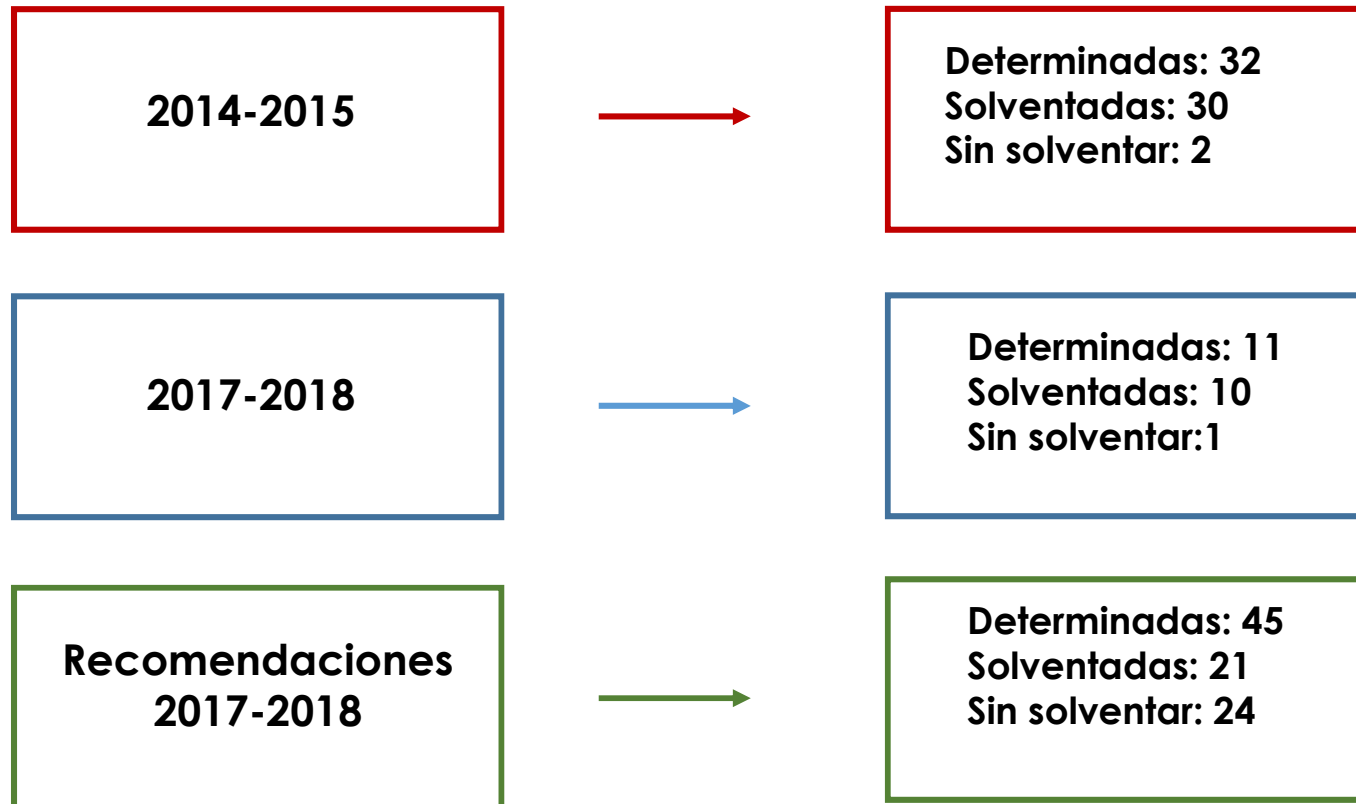 2014-2015
Determinadas: 32
Solventadas: 30
Sin solventar: 2
2017-2018
Determinadas: 11
Solventadas: 10
Sin solventar:1
Recomendaciones
2017-2018
Determinadas: 45
Solventadas: 21
Sin solventar: 24